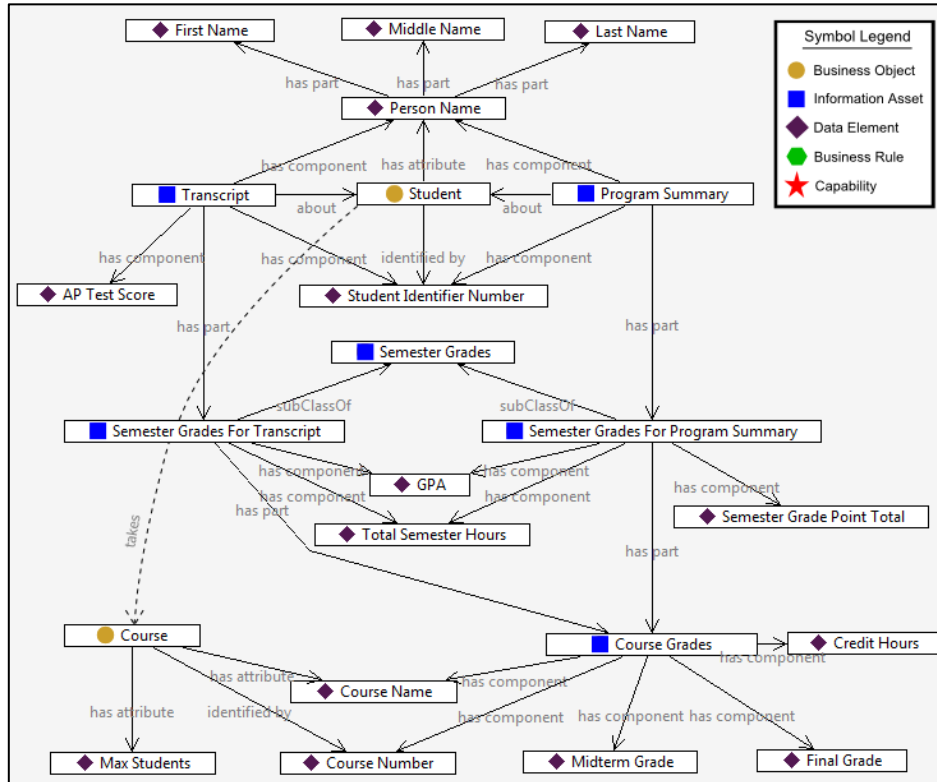 First Name
Middle Name
Last Name
has part
has part
has part
Person Name
has component
has attribute
has component
Transcript
about
Student
about
Program Summary
has component
has component
identified by
has component
AP Test Score
Student Identifier Number
has part
has part
Semester Grades
subClassOf
subClassOf
Semester Grades For Transcript
Semester Grades For Program Summary
has component
has component
GPA
has component
has component
has component
has part
Total Semester Hours
Semester Grade Point Total
takes
has part
Course
Course Grades
Credit Hours
has component
has attribute
has component
Course Name
has attribute
identified by
has component
has component
has component
Max Students
Course Number
Midterm Grade
Final Grade
Symbol Legend
Business Object
Information Asset
Data Element
Business Rule
Capability